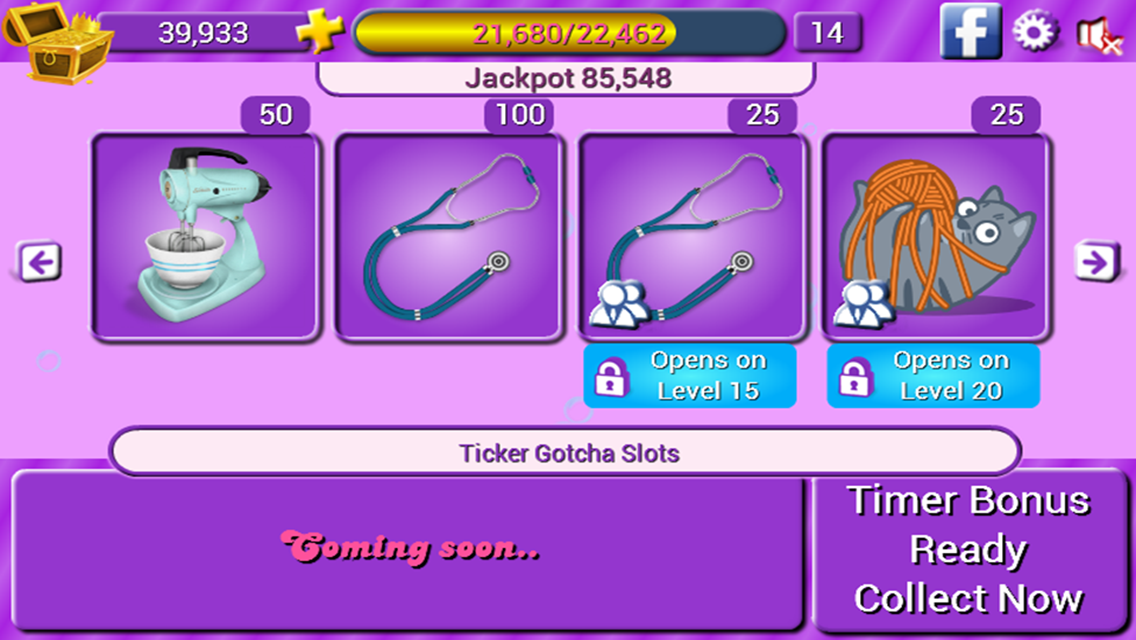 39,933
21,680/22,462
14
Jackpot 85,548
50
100
25
25
Opens on
Level 15
Opens on
Level 20
Ticker Gotcha Slots
Coming soon..
Timer Bonus
Ready
Collect Now